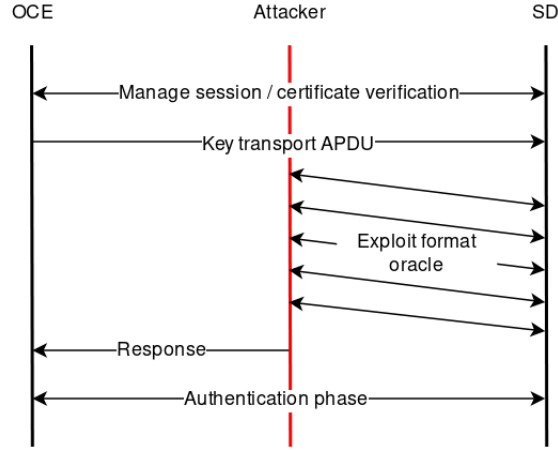 OCE
Attacker
SD
Manage session / certificate verification
Key transport APDU
Exploit format
oracle
Response
Authentication phase